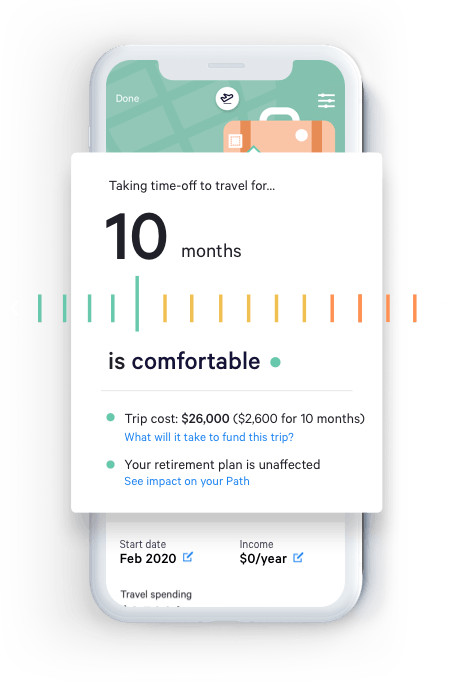 Done
Taking time-off to travel for...
10 months
is comfortable
Trip cost: $26,000 ($2,600 for 10 months)
What will it take to fund this trip?
Your retirement plan is unaffected
See impact on your Path
Start date
Feb 2020
Income
$0/year
Travel spending